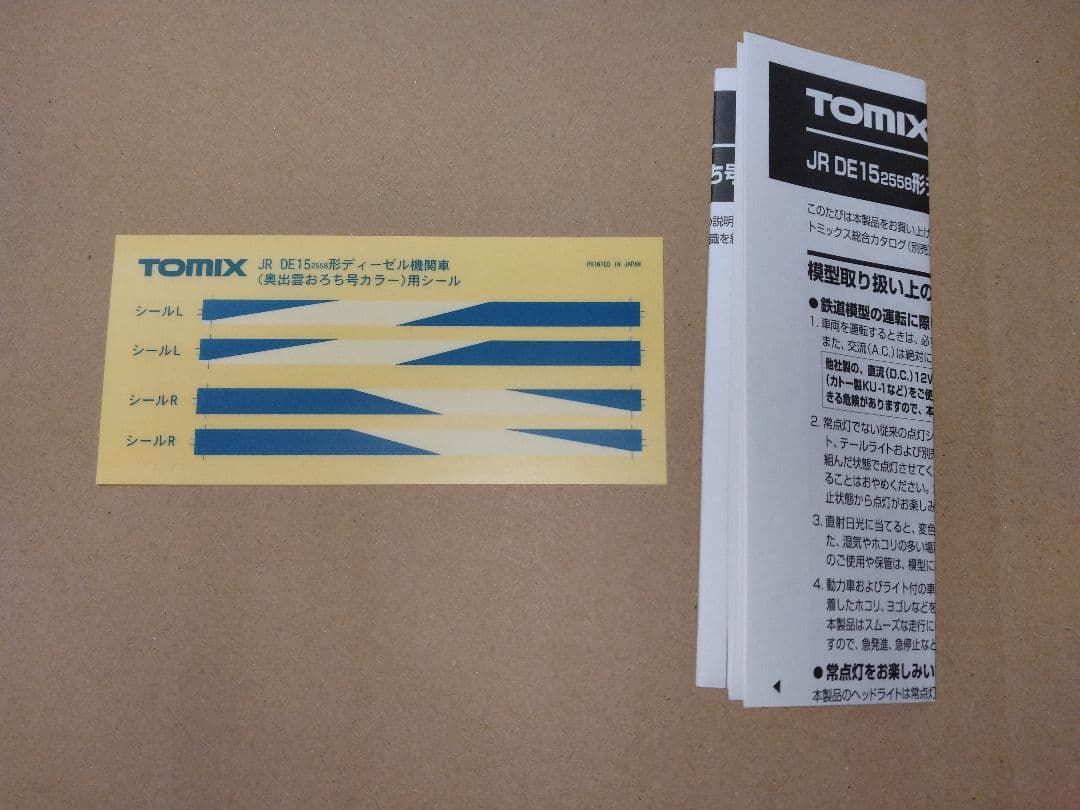 TOMIX JR DE15 2558形ディーゼル機関車
(奥出雲おろち号カラー)用シール
PRINTED IN JAPAN
シールL
シールL
シールR
シールR
ち号
の説明
識を
TOMIX
JR DE15 2558形デ
このたびは本製品をお買い上げ
トミックス総合カタログ(別売)
模型取り扱い上の
●鉄道模型の運転に際
1. 車両を運転するときは、必
また、交流(A.C.)は絶対に
他社製の、直流(D.C.)12V
(カトー製KU-1など)をご使
きる危険がありますので、本
2. 常点灯でない従来の点灯シ
ト、テールライトおよび別売
組んだ状態で点灯させてく
ることはおやめください。
止状態から点灯がお楽しみ
3. 直射日光に当てると、変色
た、湿気やホコリの多い場
のご使用や保管は、模型に
4. 動力車およびライト付の車
着したホコリ、ヨゴレなどを
本製品はスムーズな走行に
すので、急発進、急停止など
●常点灯をお楽しみい
本製品のヘッドライトは常点灯